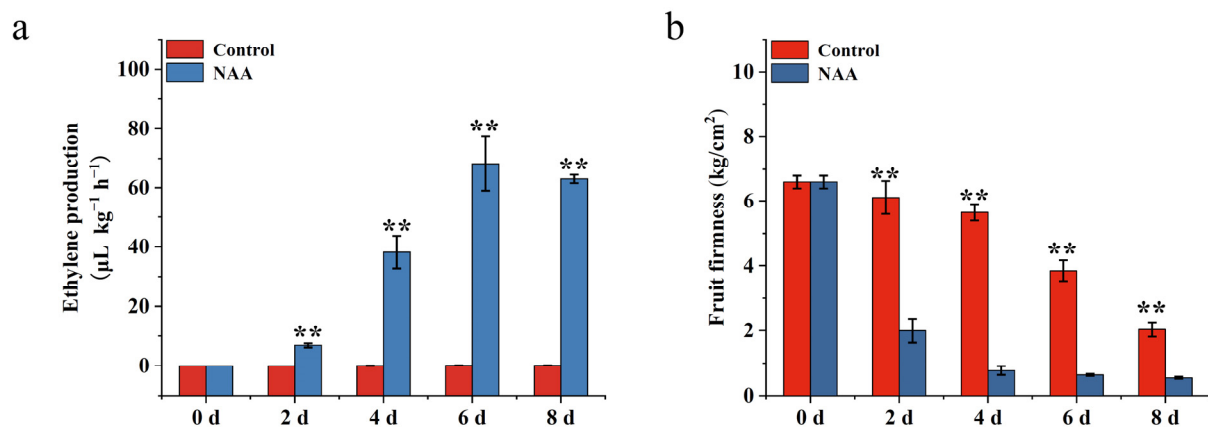 a
Control
NAA
100
80
60
40
20
0
Ethylene production
(μL kg⁻¹ h⁻¹)
**
**
**
**
0 d
2 d
4 d
6 d
8 d
b
Control
NAA
10
8
6
4
2
0
Fruit firmness (kg/cm²)
**
**
**
**
0 d
2 d
4 d
6 d
8 d